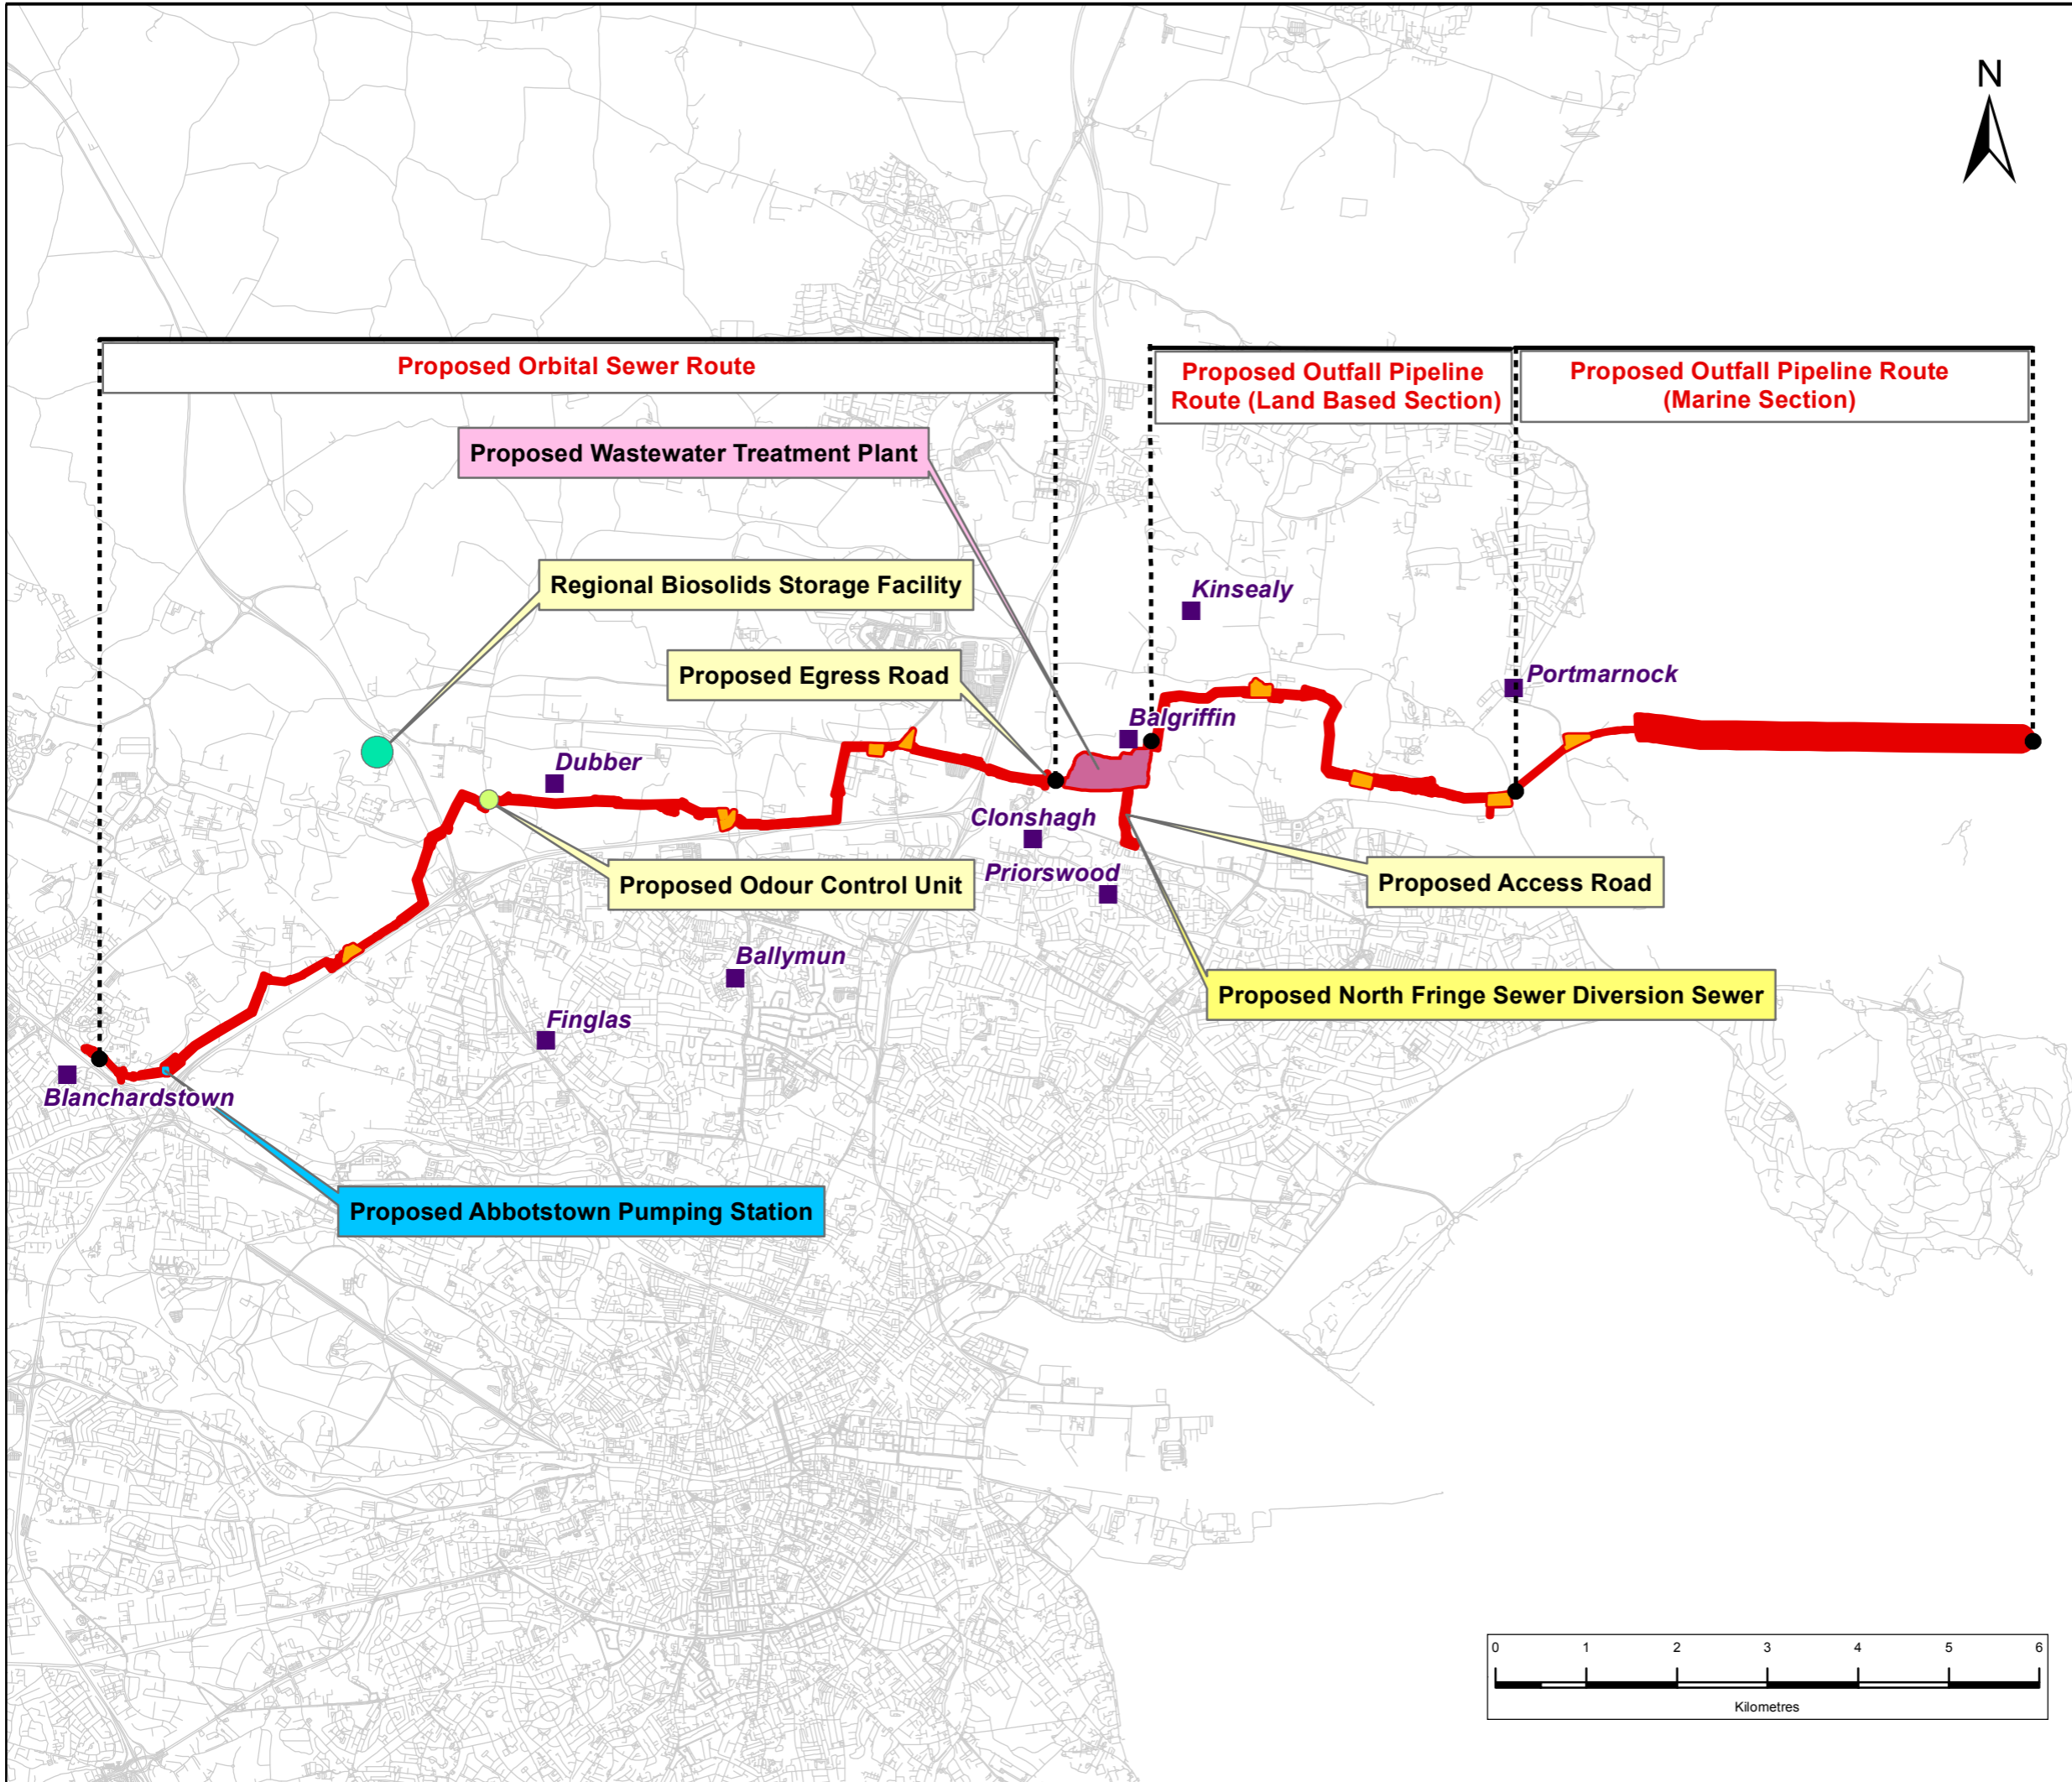 N
Proposed Orbital Sewer Route
Proposed Outfall Pipeline
Route (Land Based Section)
Proposed Outfall Pipeline Route
(Marine Section)
Proposed Wastewater Treatment Plant
Regional Biosolids Storage Facility
Kinsealy
Proposed Egress Road
Portmarnock
Balgriffin
Dubber
Clonshagh
Priorswood
Proposed Odour Control Unit
Proposed Access Road
Ballymun
Proposed North Fringe Sewer Diversion Sewer
Finglas
Blanchardstown
Proposed Abbotstown Pumping Station
0 1 2 3 4 5 6
Kilometres